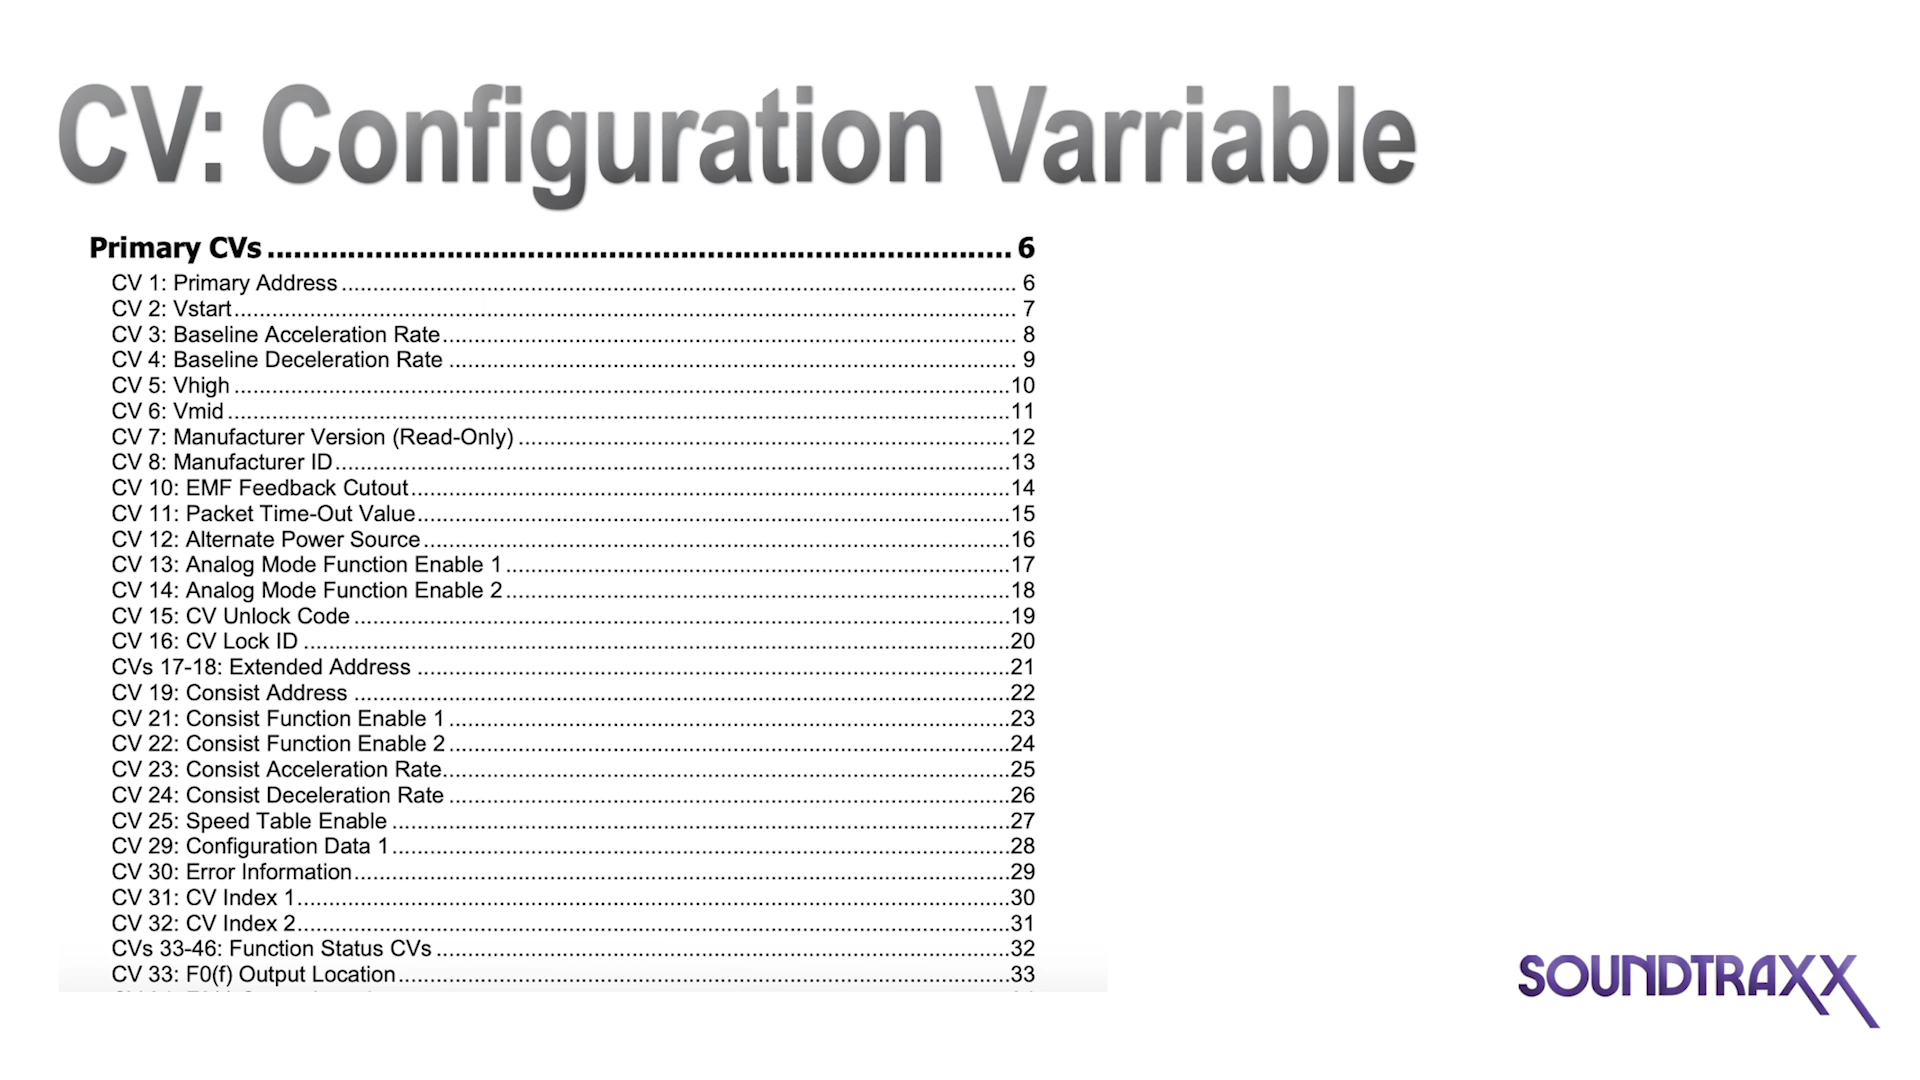 CV: Configuration Varriable
Primary CVs ................................................................................ 6
CV 1: Primary Address ............................................................................................................ 6
CV 2: Vstart ............................................................................................................................ 7
CV 3: Baseline Acceleration Rate ............................................................................................ 8
CV 4: Baseline Deceleration Rate ........................................................................................... 9
CV 5: Vhigh ............................................................................................................................10
CV 6: Vmid .............................................................................................................................11
CV 7: Manufacturer Version (Read-Only) ...............................................................................12
CV 8: Manufacturer ID ............................................................................................................13
CV 10: EMF Feedback Cutout ................................................................................................14
CV 11: Packet Time-Out Value ...............................................................................................15
CV 12: Alternate Power Source ..............................................................................................16
CV 13: Analog Mode Function Enable 1 .................................................................................17
CV 14: Analog Mode Function Enable 2 .................................................................................18
CV 15: CV Unlock Code .........................................................................................................19
CV 16: CV Lock ID .................................................................................................................20
CVs 17-18: Extended Address ...............................................................................................21
CV 19: Consist Address .........................................................................................................22
CV 21: Consist Function Enable 1 ..........................................................................................23
CV 22: Consist Function Enable 2 ..........................................................................................24
CV 23: Consist Acceleration Rate ...........................................................................................25
CV 24: Consist Deceleration Rate ..........................................................................................26
CV 25: Speed Table Enable ...................................................................................................27
CV 29: Configuration Data 1 ...................................................................................................28
CV 30: Error Information .........................................................................................................29
CV 31: CV Index 1 ..................................................................................................................30
CV 32: CV Index 2 ..................................................................................................................31
CVs 33-46: Function Status CVs ............................................................................................32
CV 33: F0(f) Output Location ..................................................................................................33
SOUNDTRAXX